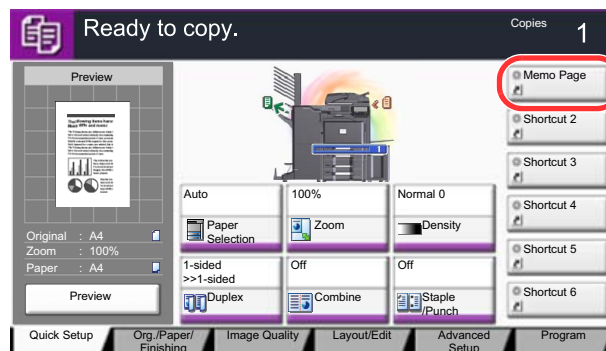 Ready to copy.
Copies
1
Preview
Original : A4
Zoom : 100%
Paper : A4
Preview
1
Auto
Paper
Selection
100%
Zoom
Normal 0
Density
1-sided
>>1-sided
Duplex
Off
Combine
Off
Staple
/Punch
Memo Page
Shortcut 2
Shortcut 3
Shortcut 4
Shortcut 5
Shortcut 6
Quick Setup
Org./Paper/
Finishing
Image Quality
Layout/Edit
Advanced
Setup
Program